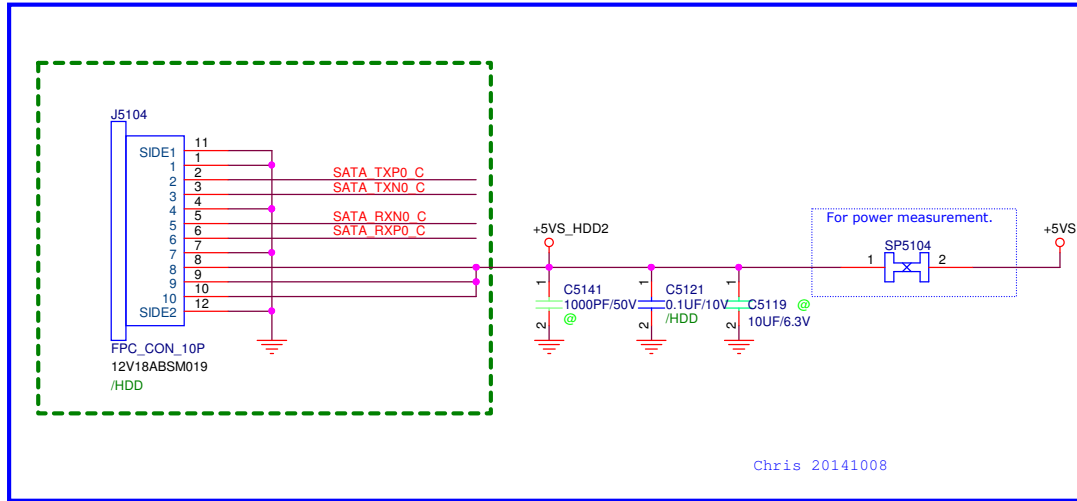 J5104
SIDE1
1
2
3
4
5
6
7
8
9
10
SIDE2
11
1
2
3
4
5
6
7
8
9
10
12
SATA_TXP0_C
SATA_TXN0_C
SATA_RXN0_C
SATA_RXP0_C
FPC_CON_10P
12V18ABSM019
/HDD
+5VS_HDD2
1
C5141
1000PF/50V
2
@
1
C5121
0.1UF/10V
2
/HDD
1
C5119 @
10UF/6.3V
2
For power measurement.
SP5104
1 2
+5VS
Chris 20141008